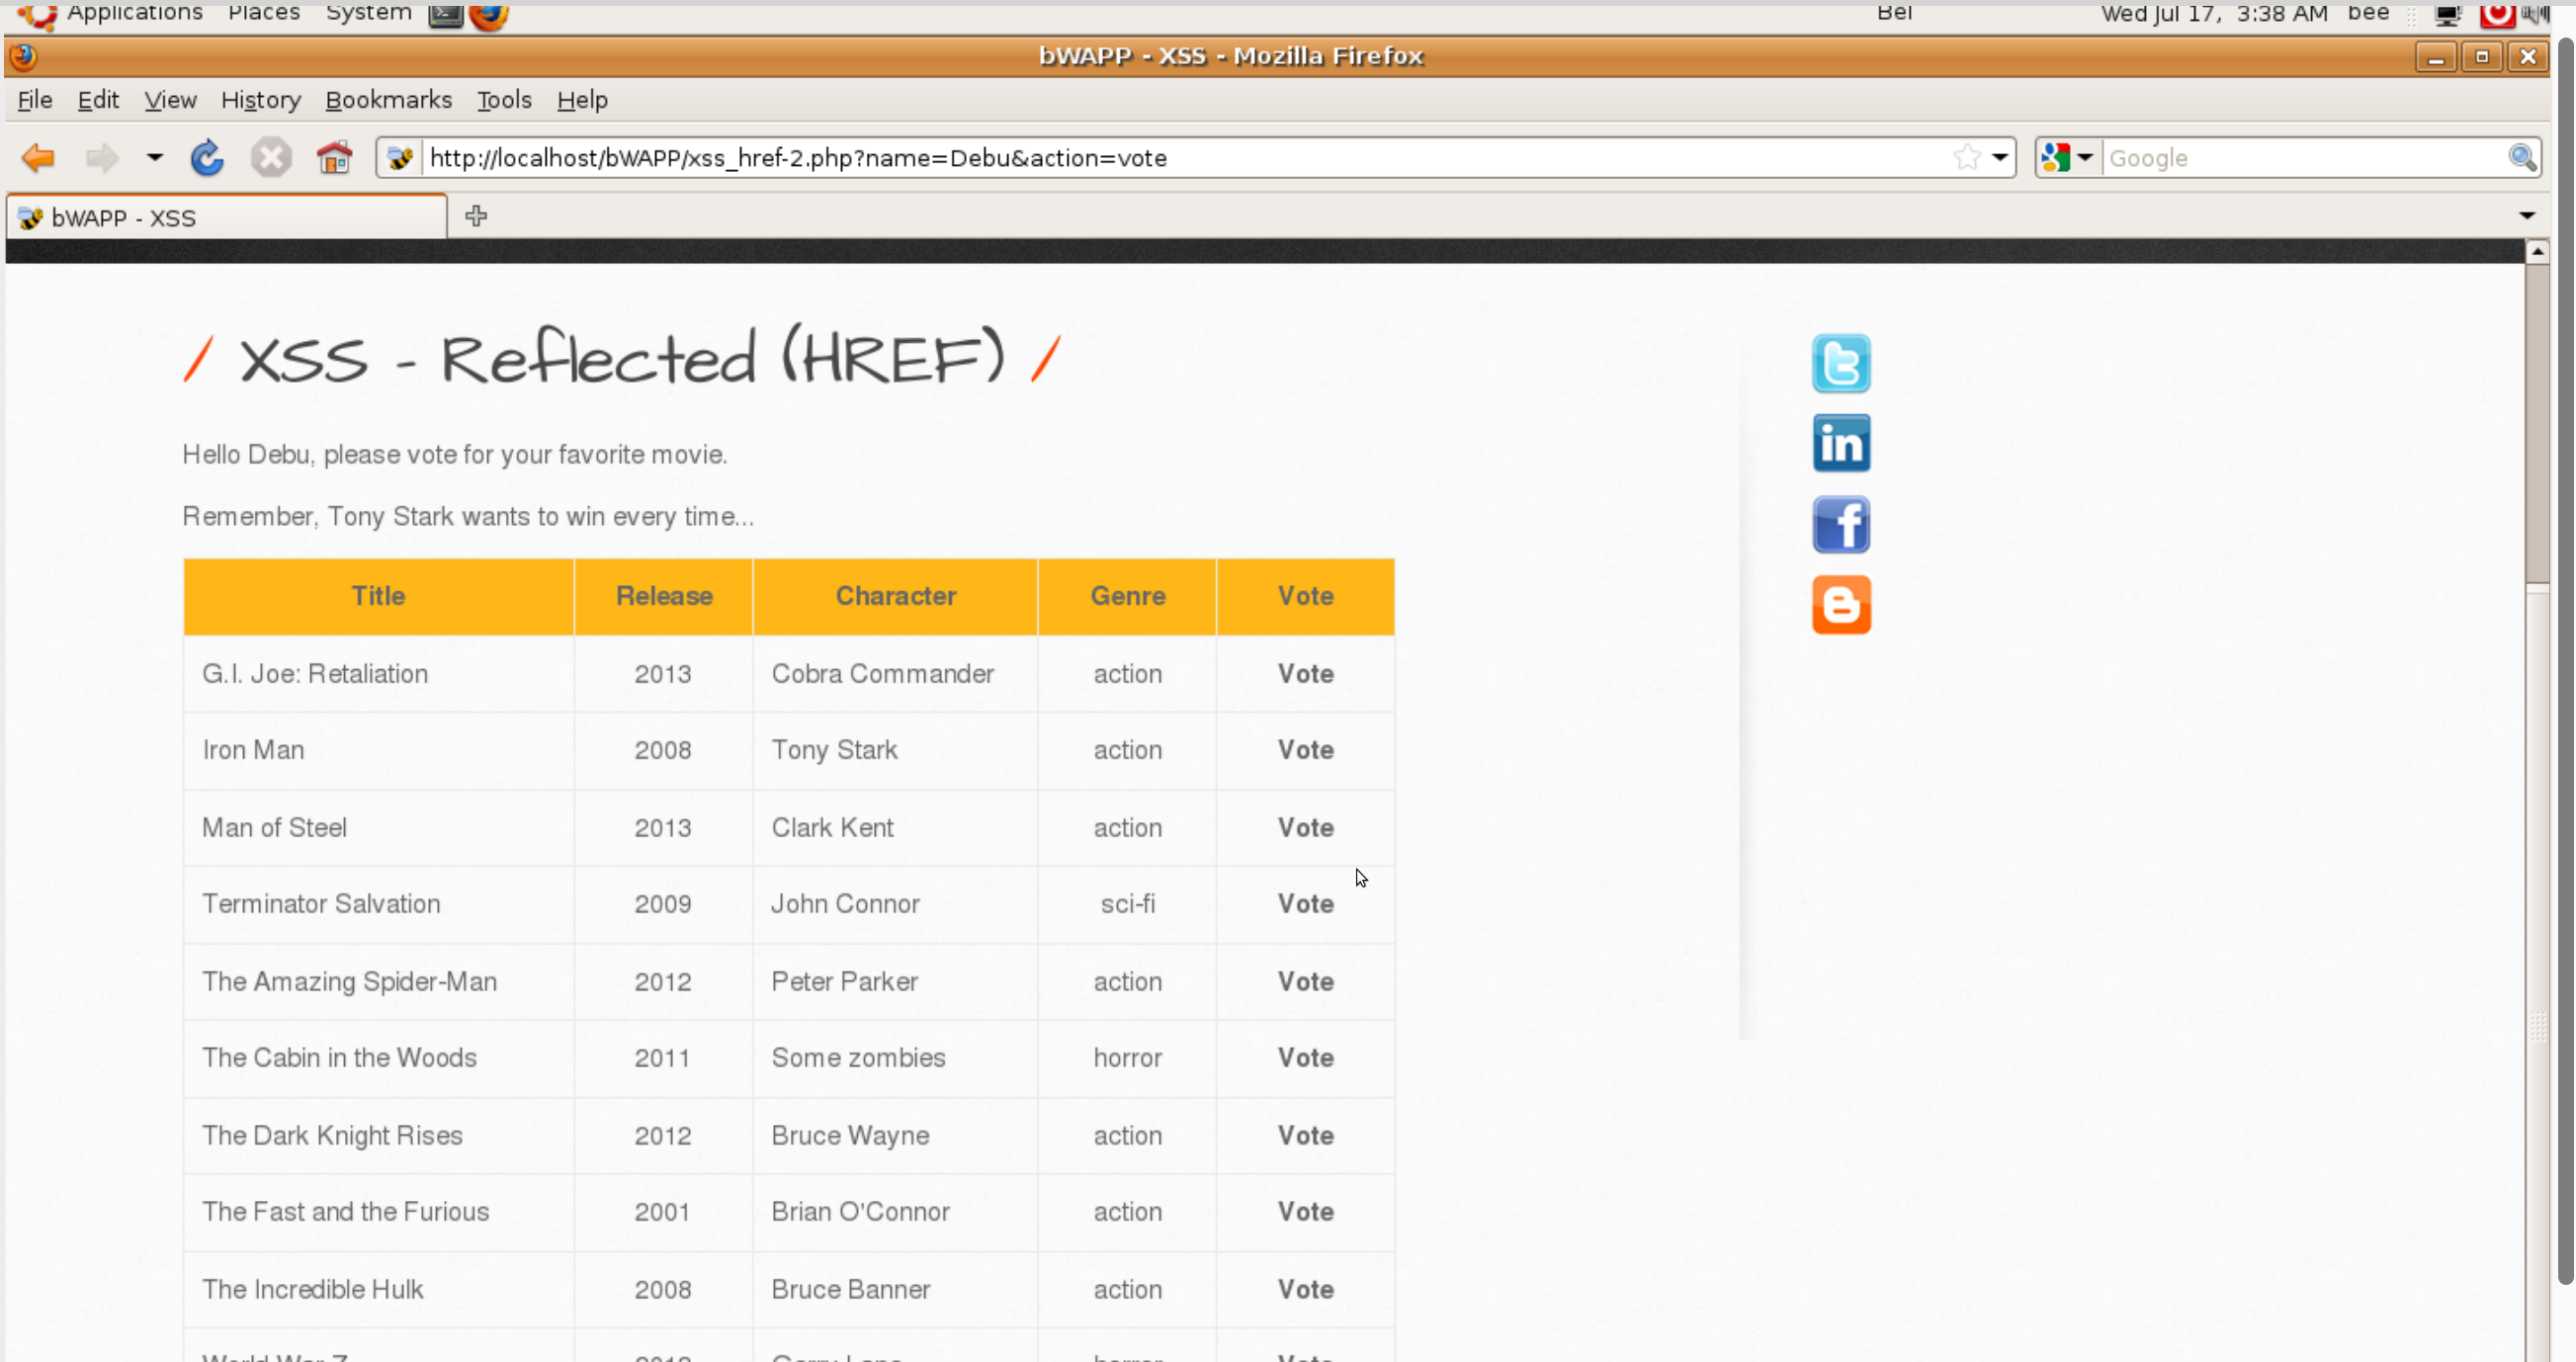 Applications Places System Bel Wed Jul 17, 3:38 AM bee
bWAPP - XSS - Mozilla Firefox
File Edit View History Bookmarks Tools Help
http://localhost/bWAPP/xss_href-2.php?name=Debu&action=vote Google
bWAPP - XSS
/ XSS - Reflected (HREF) /
Hello Debu, please vote for your favorite movie.
Remember, Tony Stark wants to win every time...
Title Release Character Genre Vote
G.I. Joe: Retaliation 2013 Cobra Commander action Vote
Iron Man 2008 Tony Stark action Vote
Man of Steel 2013 Clark Kent action Vote
Terminator Salvation 2009 John Connor sci-fi Vote
The Amazing Spider-Man 2012 Peter Parker action Vote
The Cabin in the Woods 2011 Some zombies horror Vote
The Dark Knight Rises 2012 Bruce Wayne action Vote
The Fast and the Furious 2001 Brian O'Connor action Vote
The Incredible Hulk 2008 Bruce Banner action Vote
World War Z horror Vote